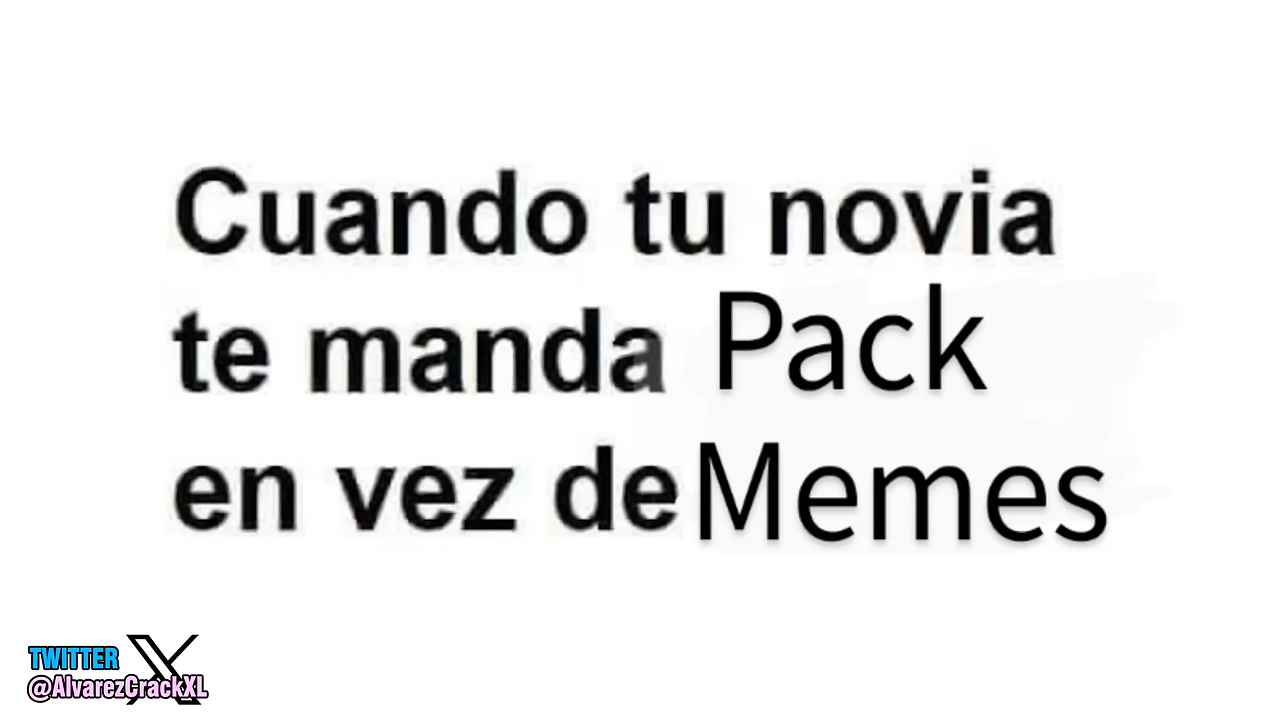 Cuando tu novia
te manda Pack
en vez de Memes
TWITTER X
@AlvarezCrackXL